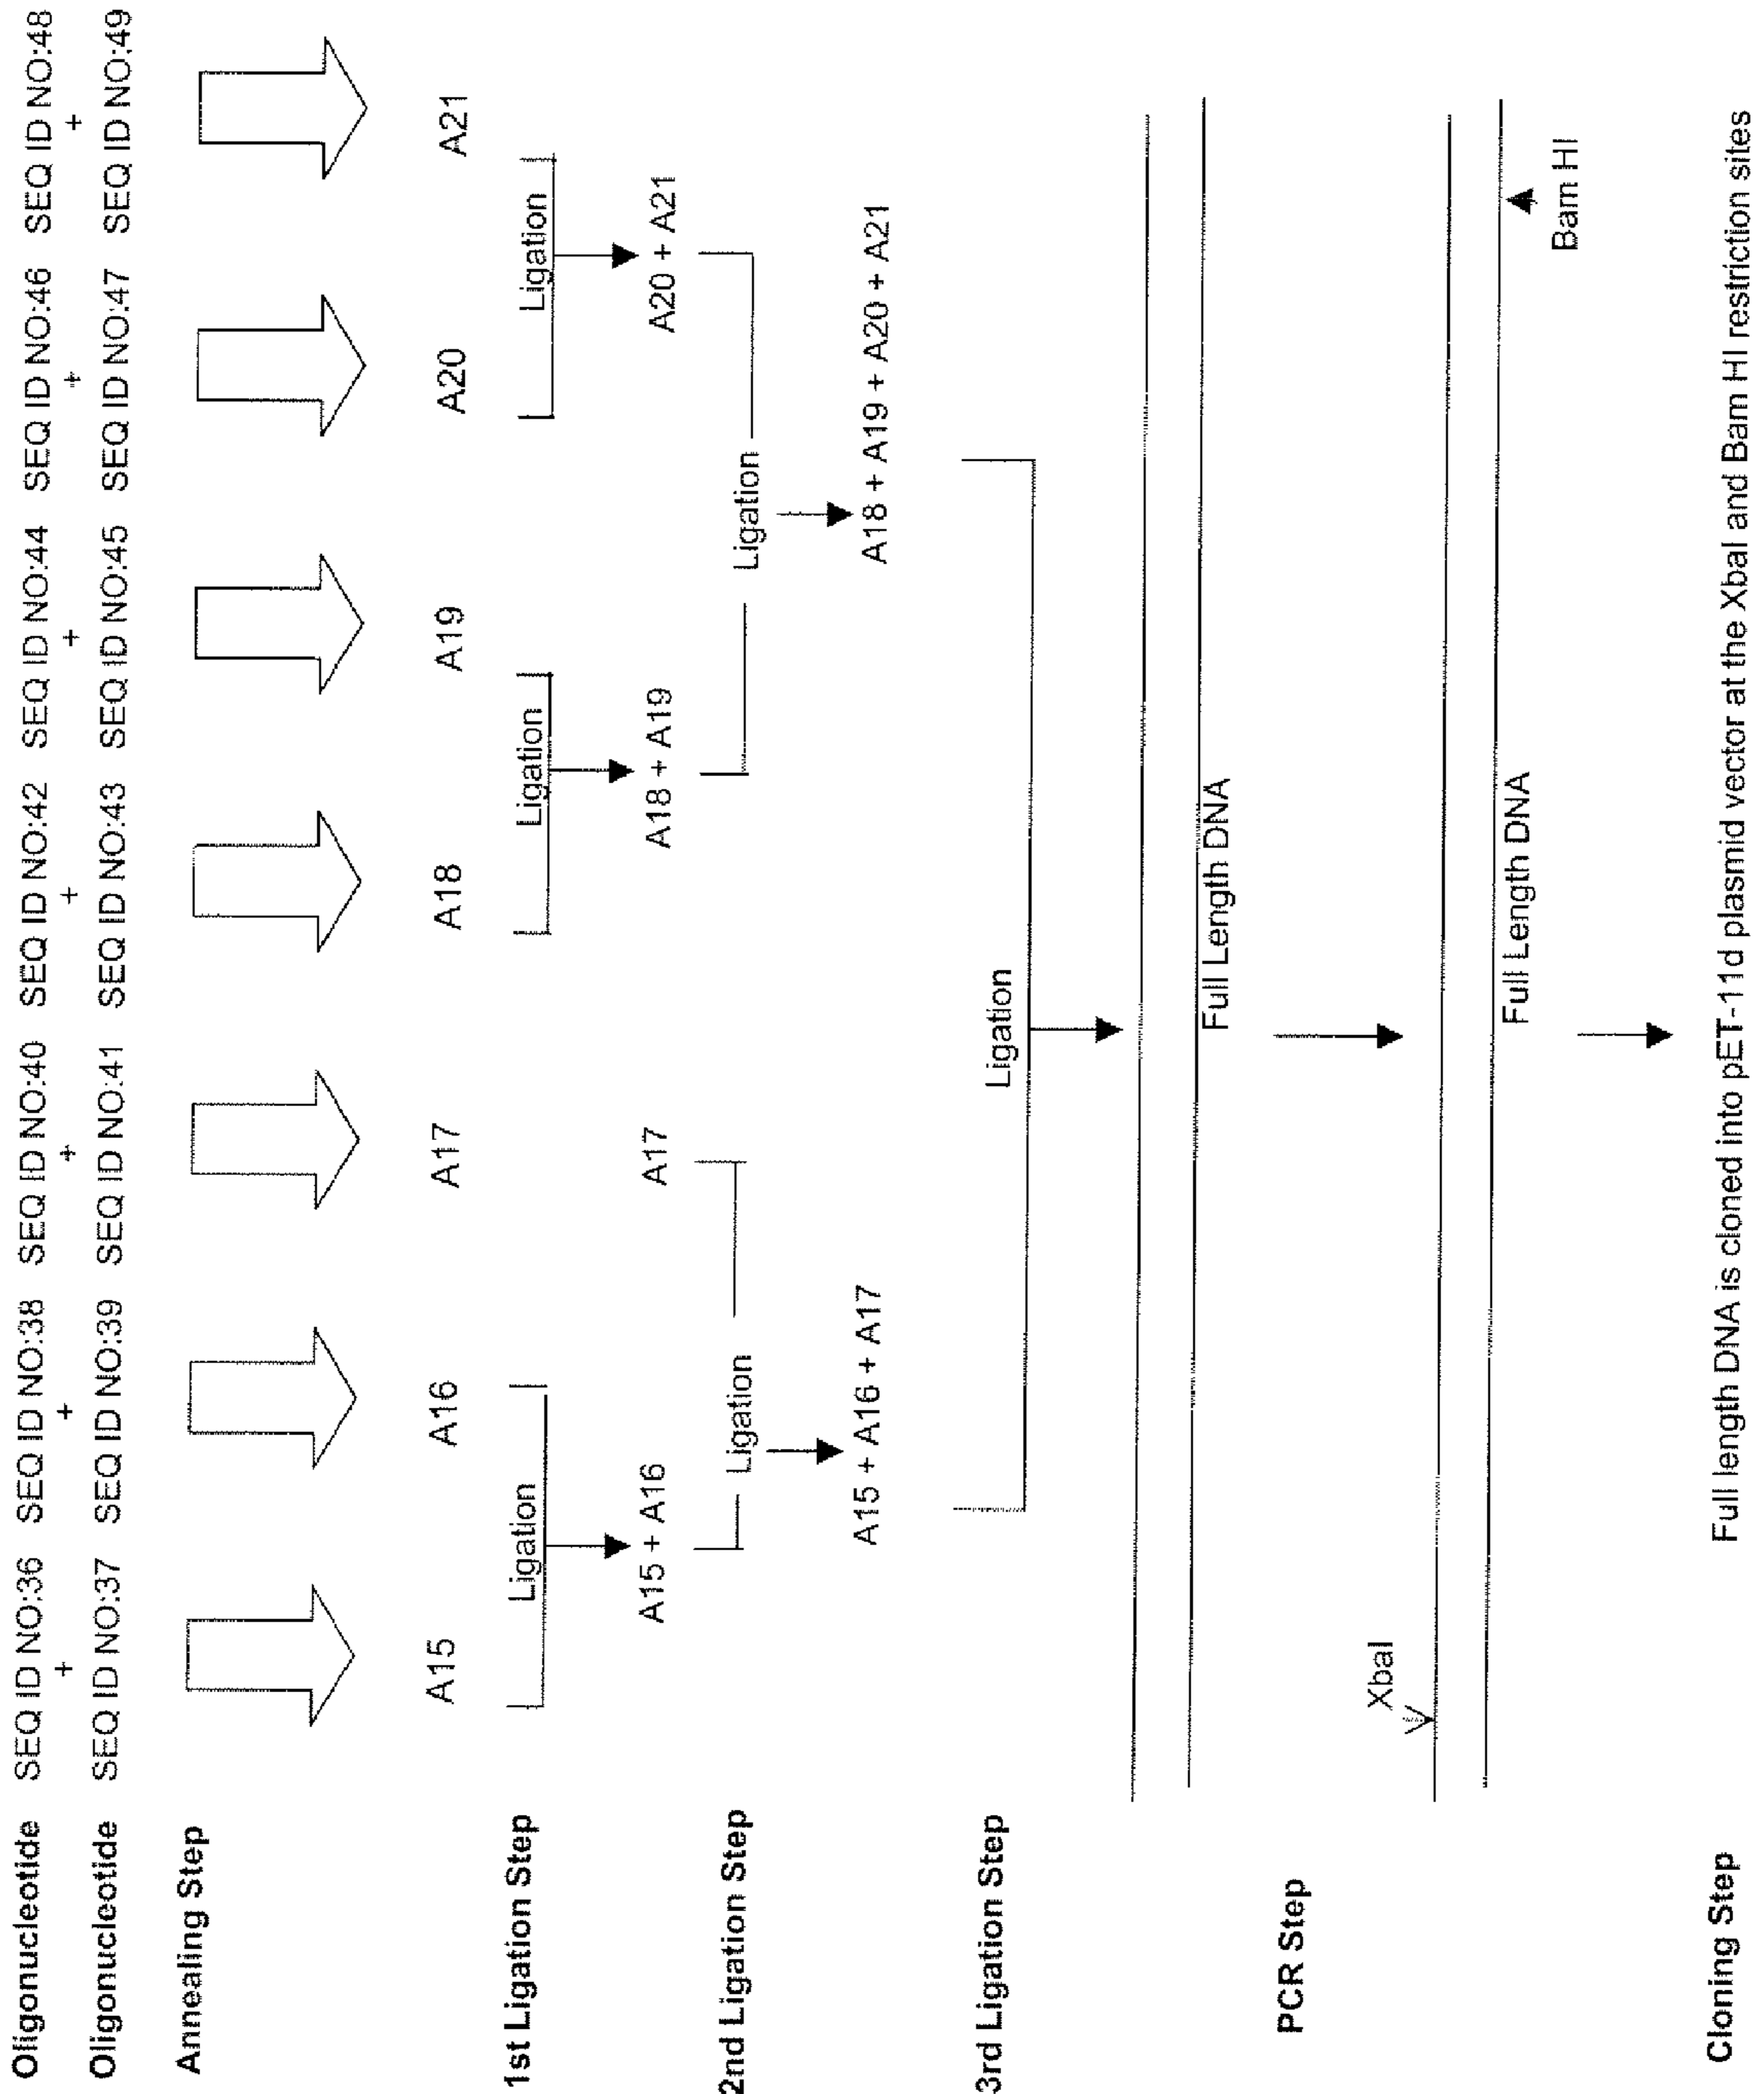 Oligonucleotide SEQ ID NO:36 SEQ ID NO:38 SEQ ID NO:40 SEQ ID NO:42 SEQ ID NO:44 SEQ ID NO:46 SEQ ID NO:48
+ + + + + + +
Oligonucleotide SEQ ID NO:37 SEQ ID NO:39 SEQ ID NO:41 SEQ ID NO:43 SEQ ID NO:45 SEQ ID NO:47 SEQ ID NO:49
Annealing Step
A15 A16 A17 A18 A19 A20 A21
1st Ligation Step Ligation Ligation Ligation
A15 + A16 A17 A18 + A19 A20 + A21
2nd Ligation Step Ligation Ligation
A15 + A16 + A17 A18 + A19 + A20 + A21
3rd Ligation Step Ligation
Full Length DNA
PCR Step
XbaI
Full Length DNA
Bam HI
Cloning Step Full length DNA is cloned into pET-11d plasmid vector at the XbaI and Bam HI restriction sites